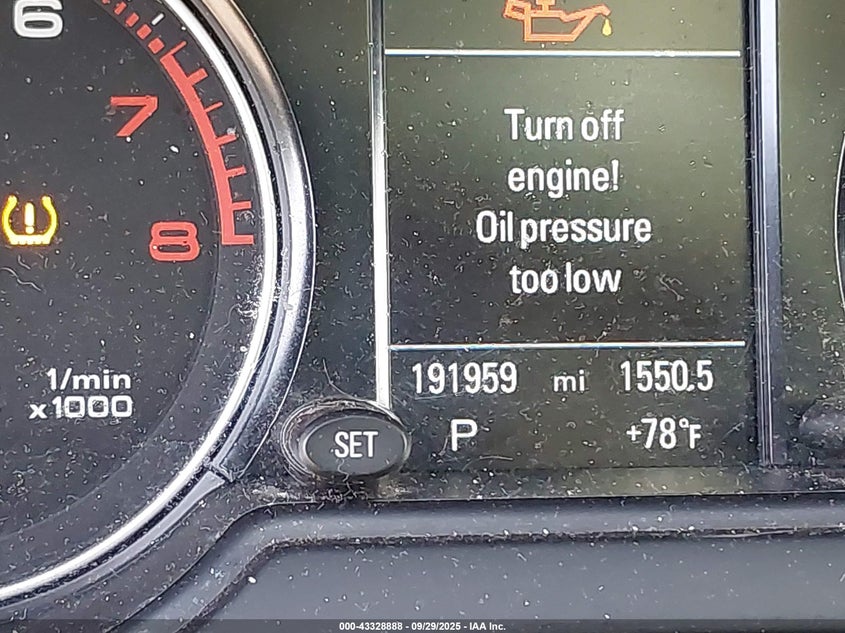 6
7
8
1/min
x1000
SET
Turn off
engine!
Oil pressure
too low
191959 mi 1550.5
P +78°F
000-43328888 - 09/29/2025 - IAA Inc.